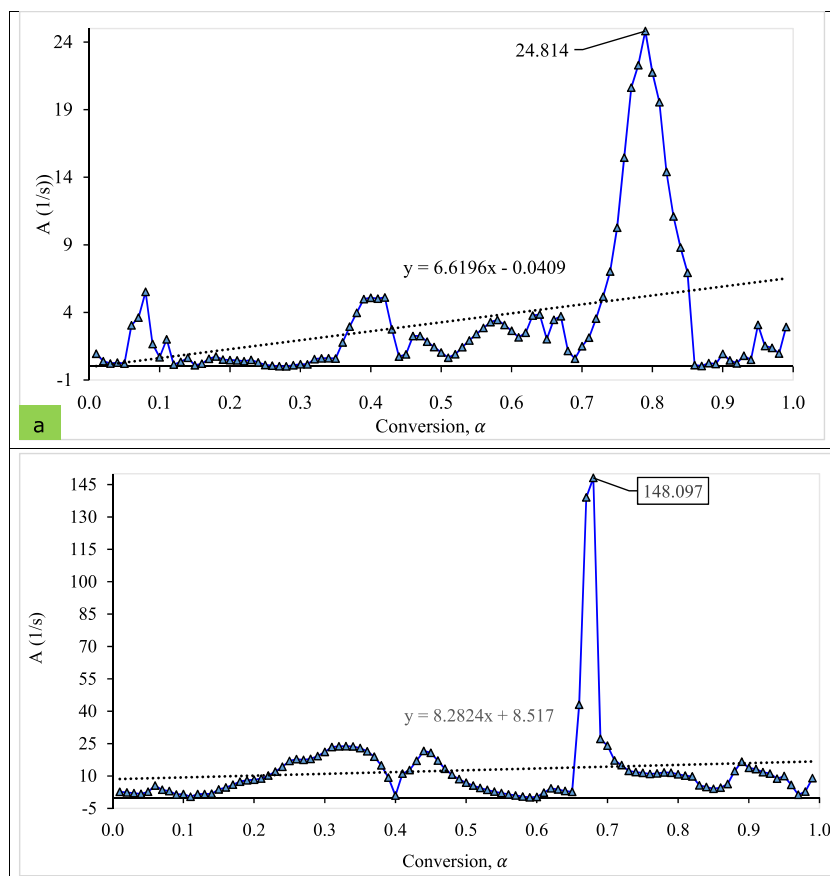 24
19
14
9
4
-1
A (1/s))
24.814
y = 6.6196x - 0.0409
0.0 0.1 0.2 0.3 0.4 0.5 0.6 0.7 0.8 0.9 1.0
Conversion, α
a
145
130
115
100
85
70
55
40
25
10
-5
A (1/s)
148.097
y = 8.2824x + 8.517
0.0 0.1 0.2 0.3 0.4 0.5 0.6 0.7 0.8 0.9 1.0
Conversion, α